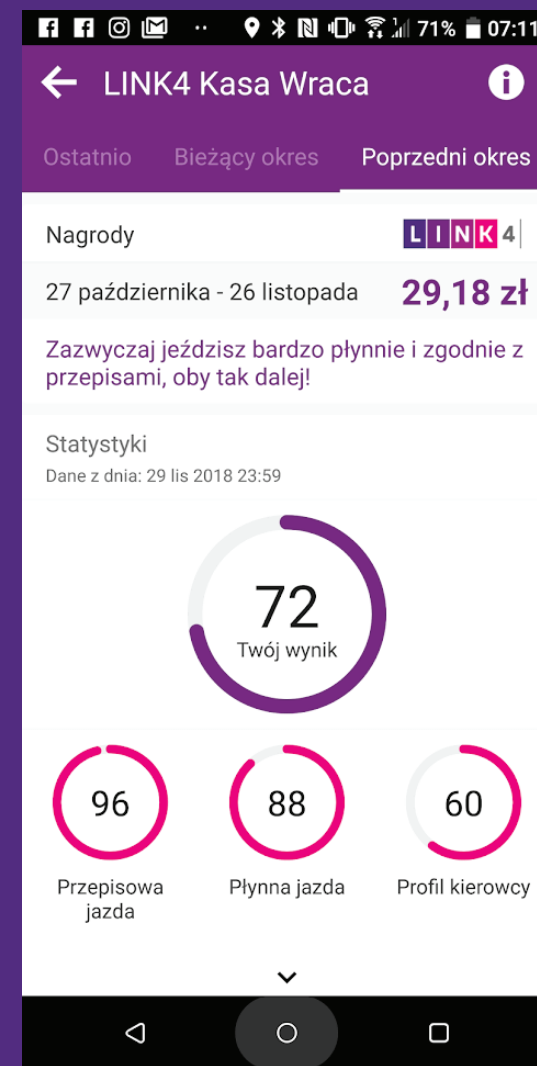 71% 07:11
LINK4 Kasa Wraca
Ostatnio Bieżący okres Poprzedni okres
Nagrody LINK4
27 października - 26 listopada 29,18 zł
Zazwyczaj jeździsz bardzo płynnie i zgodnie z
przepisami, oby tak dalej!
Statystyki
Dane z dnia: 29 lis 2018 23:59
72
Twój wynik
96 88 60
Przepisowa Płynna jazda Profil kierowcy
jazda